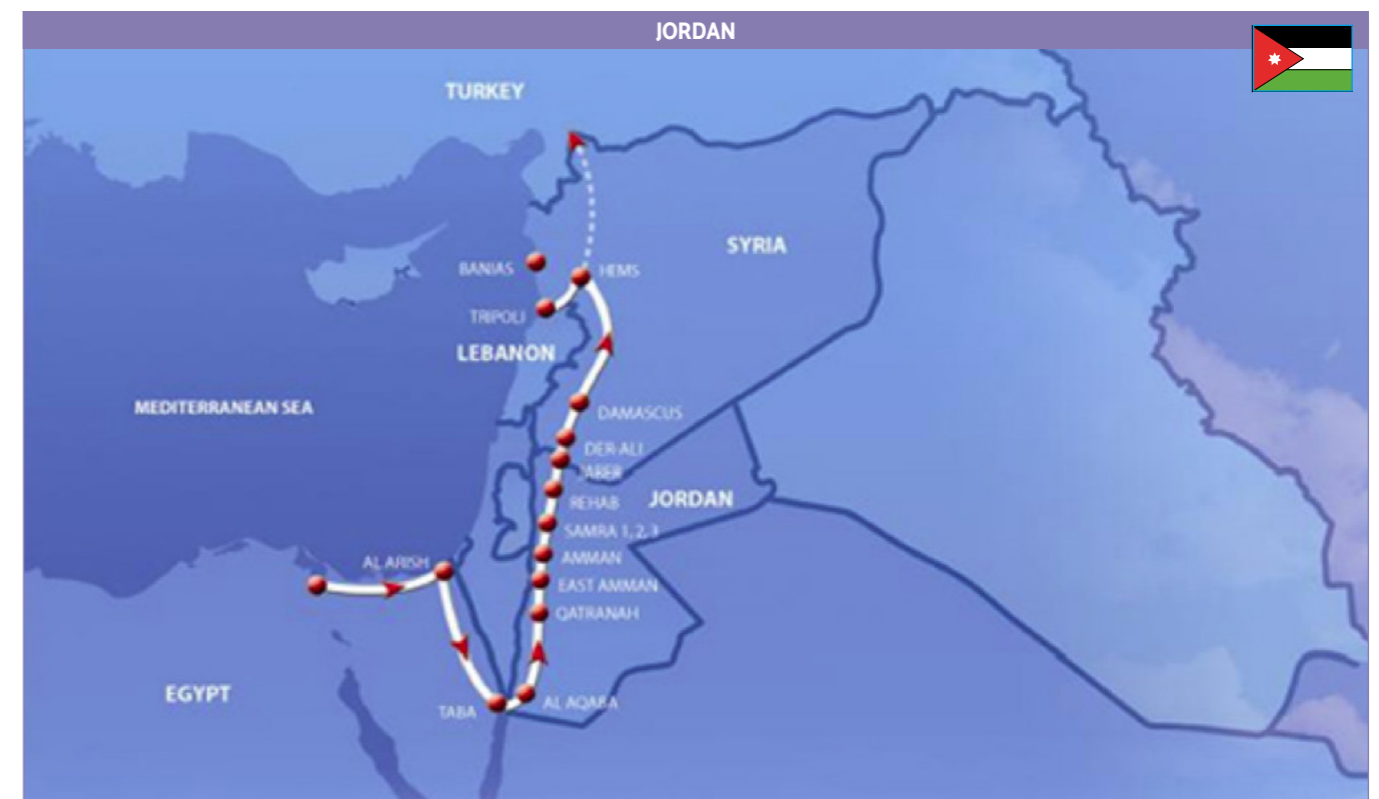 JORDAN
TURKEY
SYRIA
BANIAS
HEMS
TRIPOLI
LEBANON
MEDITERRANEAN SEA
DAMASCUS
DER-ALI
JABER
REHAB
JORDAN
SAMRA 1, 2, 3
AL ARISH
AMMAN
EAST AMMAN
QATRANAH
EGYPT
TABA
AL AQABA